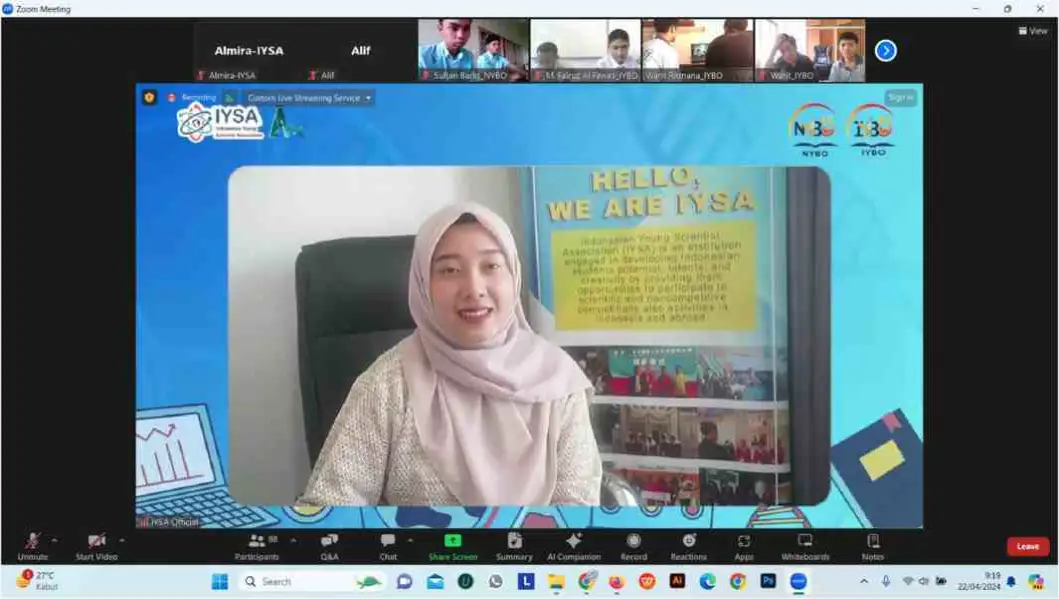 Zoom Meeting
View
Almira-IYSA
Alif
Almira-IYSA
Alif
Sultan Badri_NYBO
M. Fairuz Al Fawas_IYBO
Wanit_IYBO
Recording
Custom Live Streaming Service
Sign in
IYSA
NYBO
IYBO
HELLO,
WE ARE IYSA
Indonesian Young Scientist
Association (IYSA) is an institution
engaged in developing Indonesian
students potential, talents, and
creativity by providing them
opportunities to participate in
scientific and noncompetitive
competitions also activities in
Indonesia and abroad.
IYSA Official
Unmute
Start Video
Participants
Q&A
Chat
Share Screen
Summary
AI Companion
Record
Reactions
Apps
Whiteboards
Notes
Leave
27°C
Kabut
Search
9:19
22/04/2024